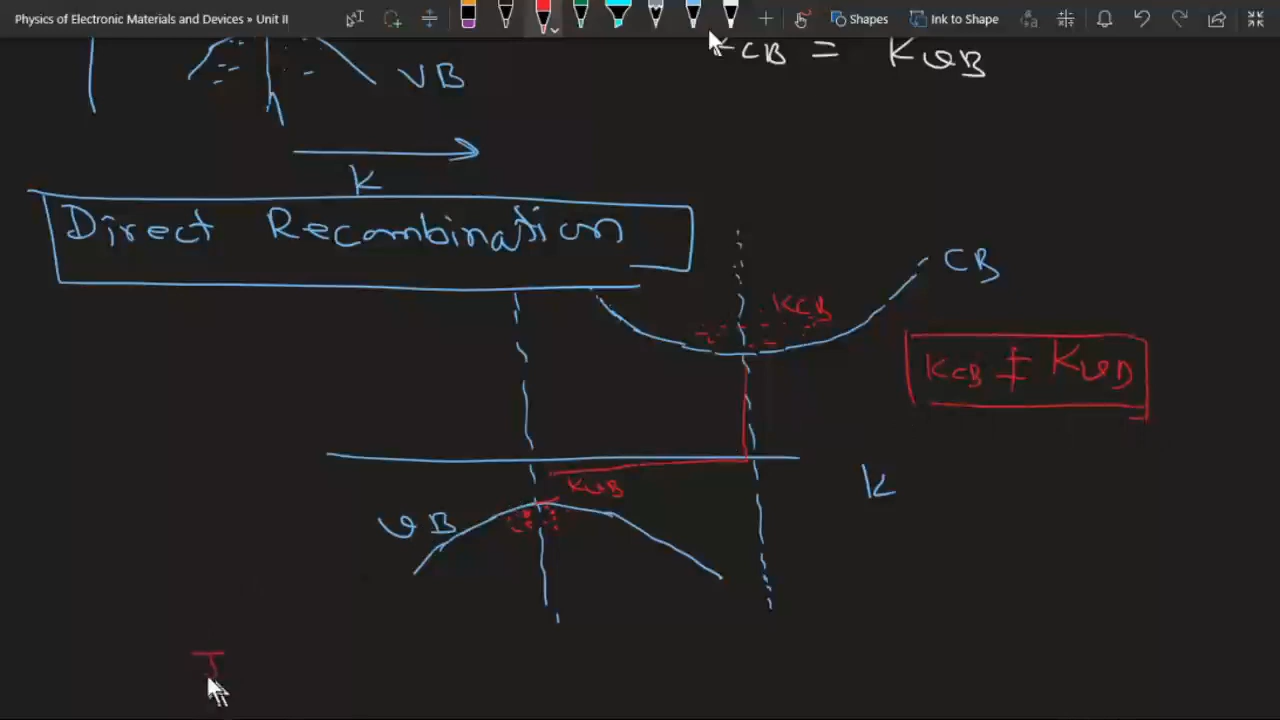 Physics of Electronic Materials and Devices » Unit II
Shapes
Ink to Shape
KCB = KVB
VB
K
Direct Recombination
CB
KCB
KCB ≠ KVB
KVB
K
VB
I